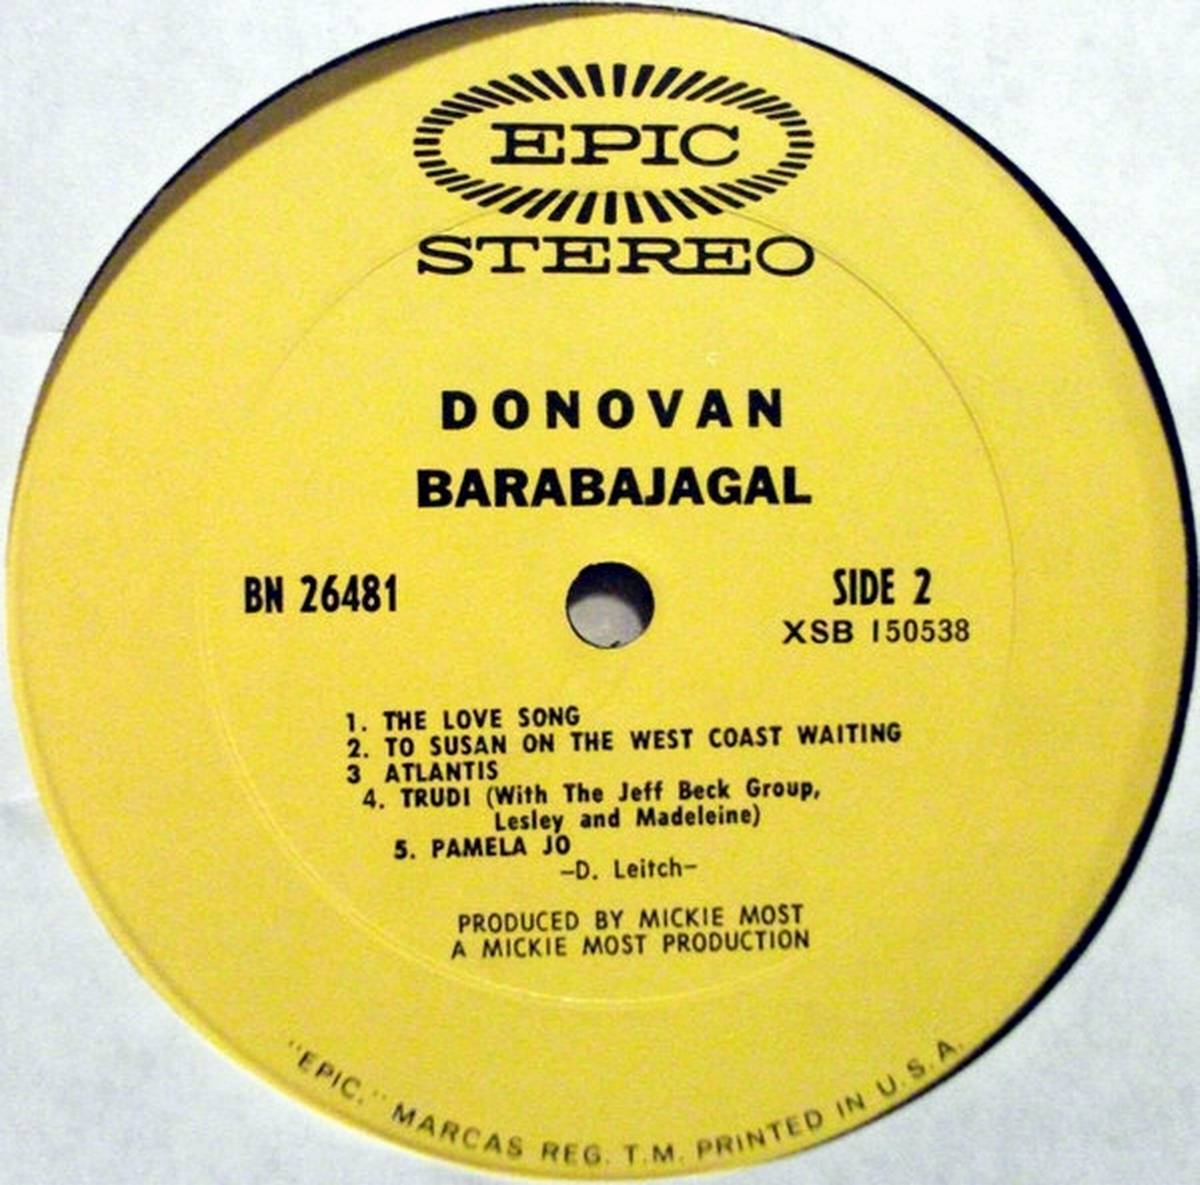 EPIC
STEREO
DONOVAN
BARABAJAGAL
BN 26481
SIDE 2
XSB 150538
1. THE LOVE SONG
2. TO SUSAN ON THE WEST COAST WAITING
3 ATLANTIS
4. TRUDI (With The Jeff Beck Group,
Lesley and Madeleine)
5. PAMELA JO
–D. Leitch–
PRODUCED BY MICKIE MOST
A MICKIE MOST PRODUCTION
"EPIC," MARCAS REG. T.M. PRINTED IN U.S.A.